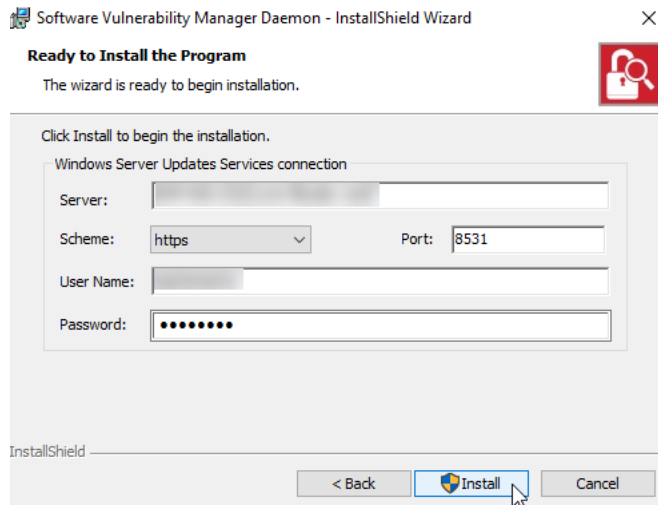 Software Vulnerability Manager Daemon - InstallShield Wizard
Ready to Install the Program
The wizard is ready to begin installation.
Click Install to begin the installation.
Windows Server Updates Services connection
Server:
Scheme: https Port: 8531
User Name:
Password: ••••••••
InstallShield
< Back Install Cancel